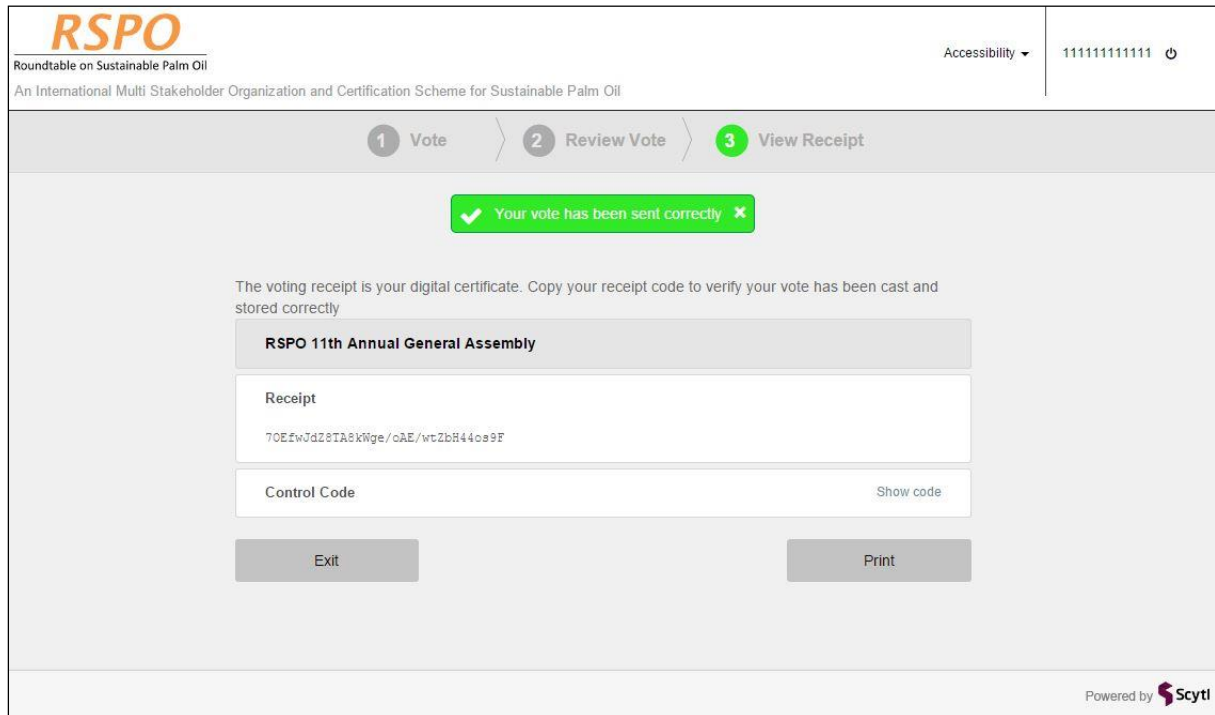 RSPO
Roundtable on Sustainable Palm Oil
An International Multi Stakeholder Organization and Certification Scheme for Sustainable Palm Oil
Accessibility
111111111111
1 Vote
2 Review Vote
3 View Receipt
Your vote has been sent correctly
The voting receipt is your digital certificate. Copy your receipt code to verify your vote has been cast and
stored correctly
RSPO 11th Annual General Assembly
Receipt
7OEfwJdZ8TA8kWge/oAE/wtZbH44os9F
Control Code
Show code
Exit
Print
Powered by Scytl